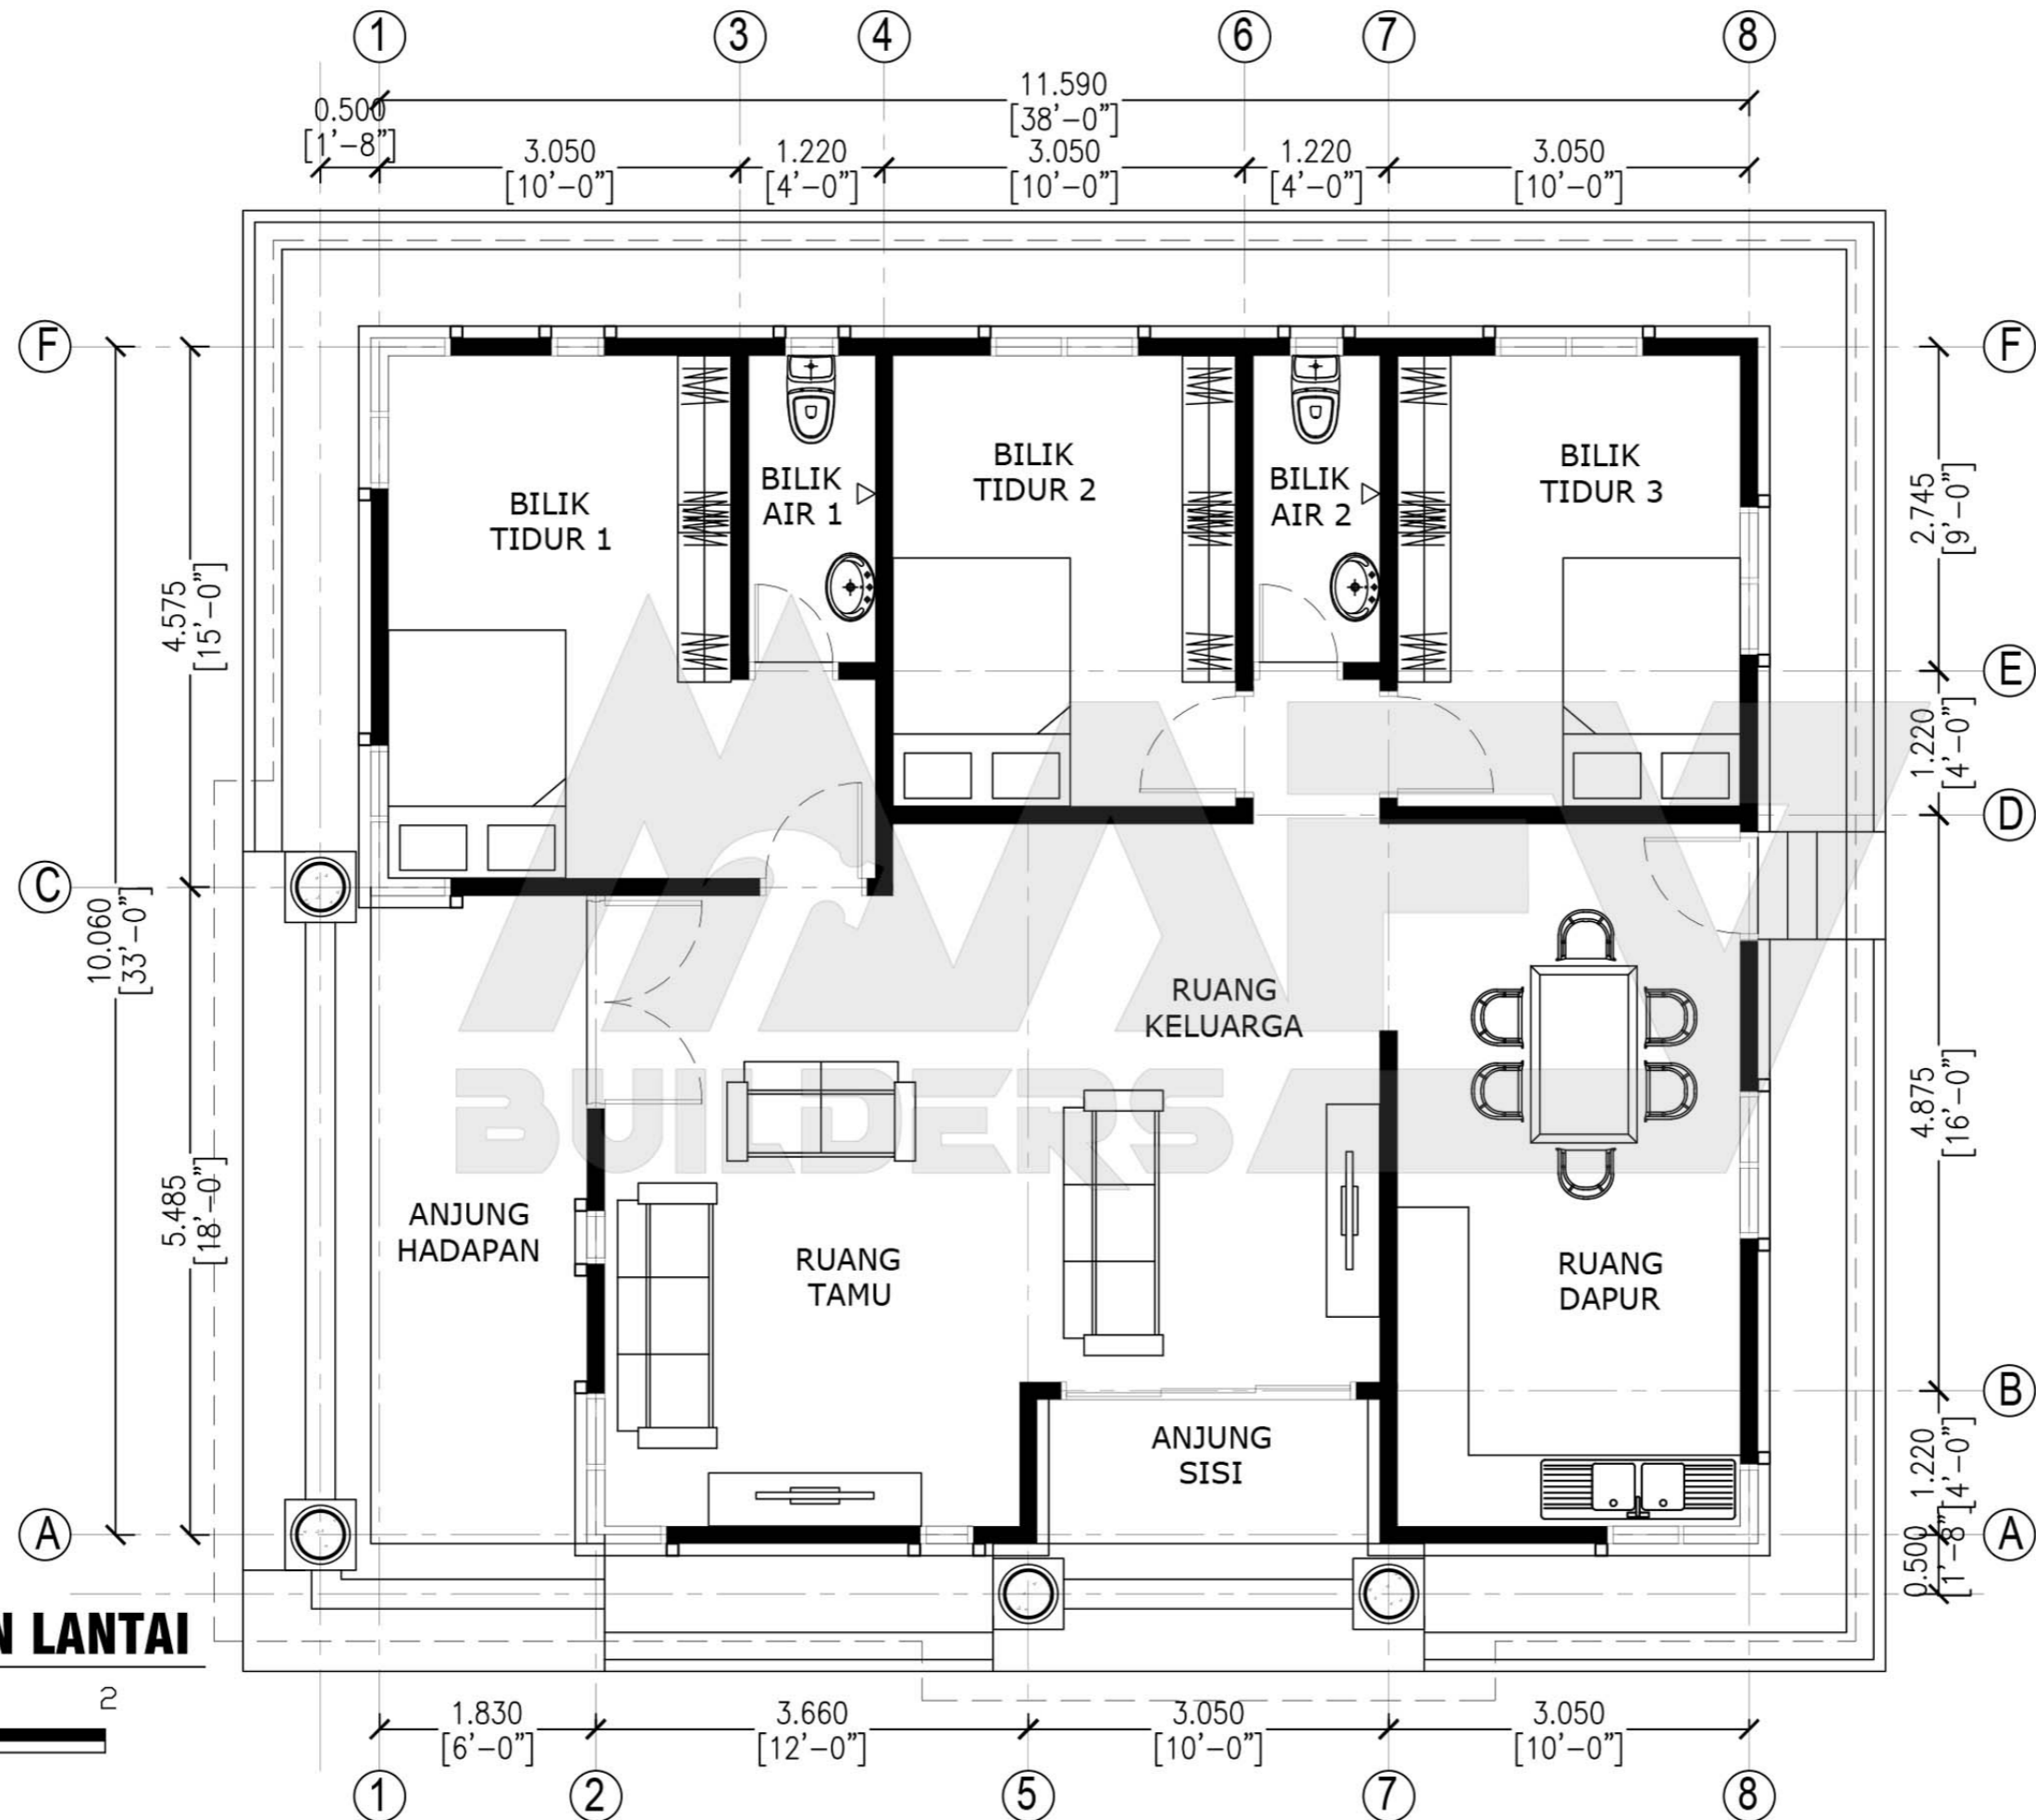 1
3
4
6
7
8
11.590
[38'-0"]
0.500
[1'-8"]
3.050
[10'-0"]
1.220
[4'-0"]
3.050
[10'-0"]
1.220
[4'-0"]
3.050
[10'-0"]
F
F
BILIK
TIDUR 1
BILIK
AIR 1
BILIK
TIDUR 2
BILIK
AIR 2
BILIK
TIDUR 3
4.575
[15'-0"]
2.745
[9'-0"]
E
1.220
[4'-0"]
D
C
10.060
[33'-0"]
RUANG
KELUARGA
MAFV
BUILDERS
4.875
[16'-0"]
5.485
[18'-0"]
ANJUNG
HADAPAN
RUANG
TAMU
RUANG
DAPUR
B
ANJUNG
SISI
1.220
[4'-0"]
A
A
0.500
[1'-8"]
N LANTAI
2
1.830
[6'-0"]
3.660
[12'-0"]
3.050
[10'-0"]
3.050
[10'-0"]
1
2
5
7
8